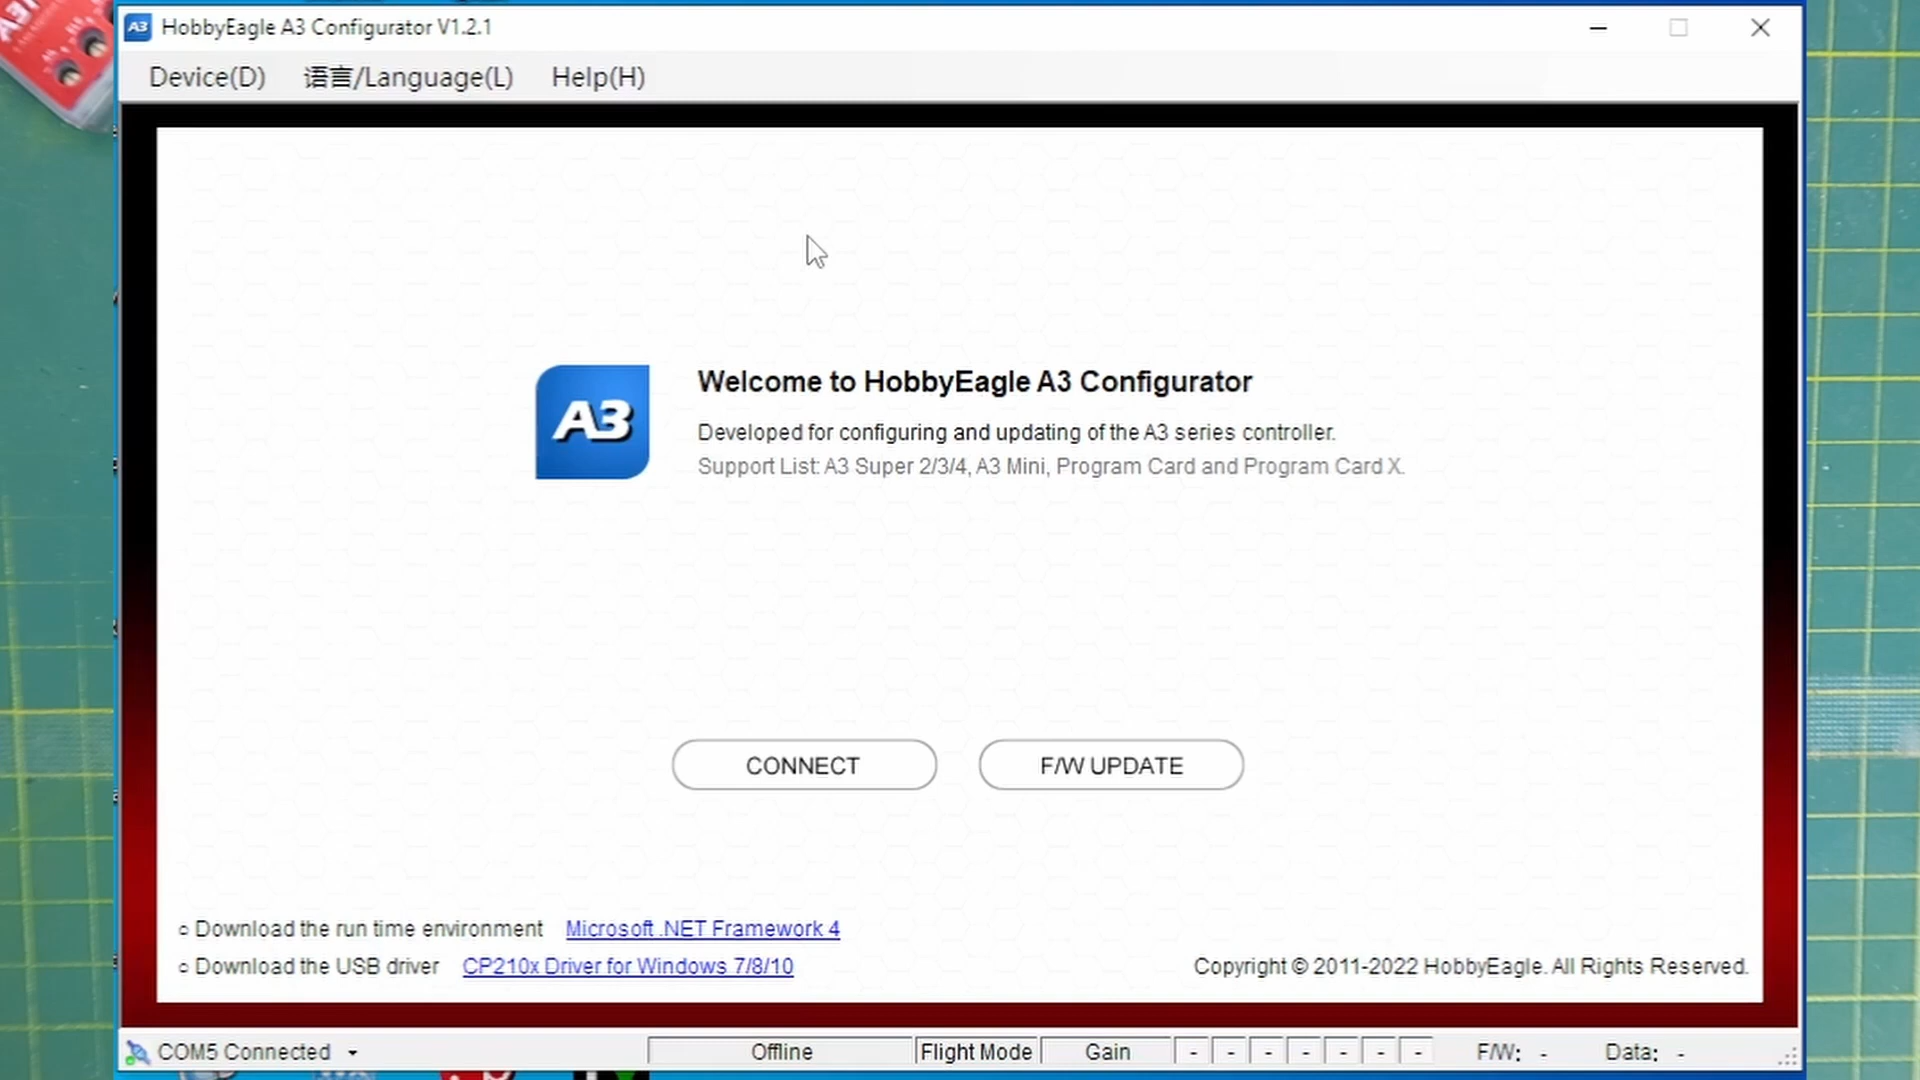 A3 HobbyEagle A3 Configurator V1.2.1
Device(D) 语言/Language(L) Help(H)
A3
Welcome to HobbyEagle A3 Configurator
Developed for configuring and updating of the A3 series controller.
Support List: A3 Super 2/3/4, A3 Mini, Program Card and Program Card X.
CONNECT F/W UPDATE
○ Download the run time environment Microsoft .NET Framework 4
○ Download the USB driver CP210x Driver for Windows 7/8/10
Copyright © 2011-2022 HobbyEagle. All Rights Reserved.
COM5 Connected Offline Flight Mode Gain - - - - - - - F/W: - Data: -